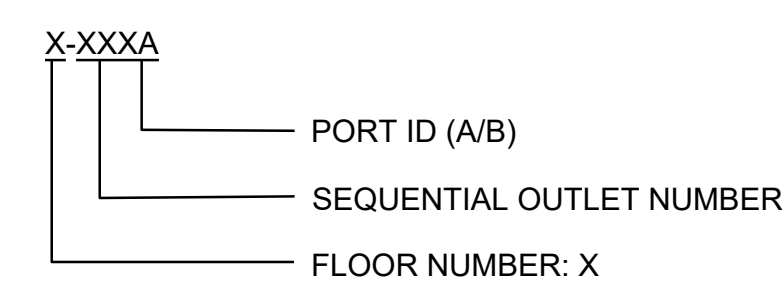 X-XXXA
PORT ID (A/B)
SEQUENTIAL OUTLET NUMBER
FLOOR NUMBER: X